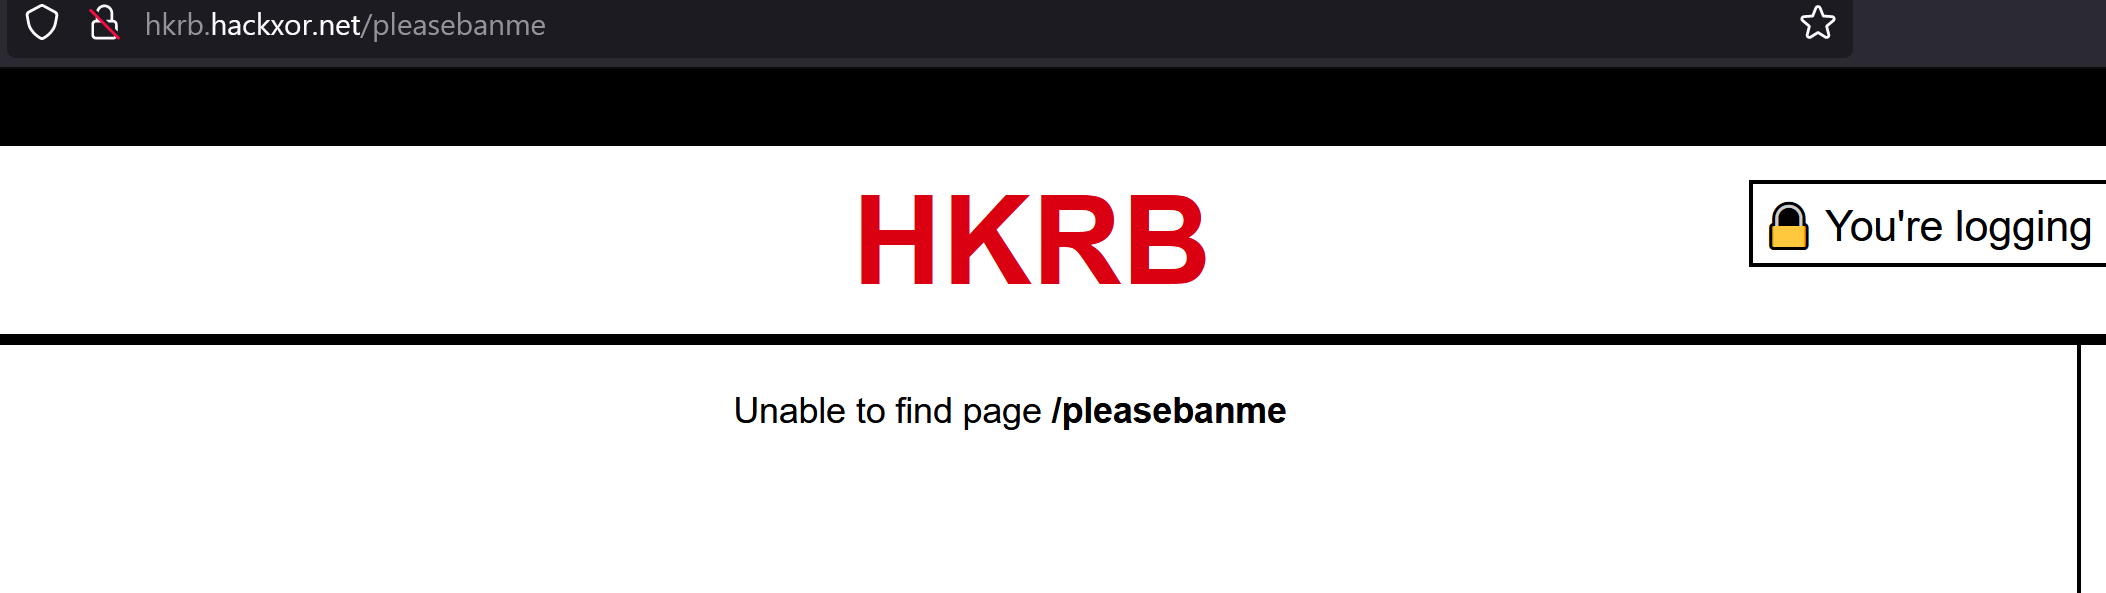 hkrb.hackxor.net/pleasebanme
HKRB
You're logging
Unable to find page /pleasebanme